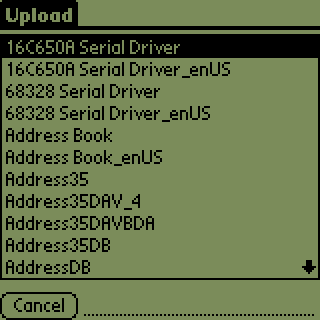 Upload
16C650A Serial Driver
16C650A Serial Driver_enUS
68328 Serial Driver
68328 Serial Driver_enUS
Address Book
Address Book_enUS
Address35
Address35DAV_4
Address35DAVBDA
Address35DB
AddressDB
Cancel